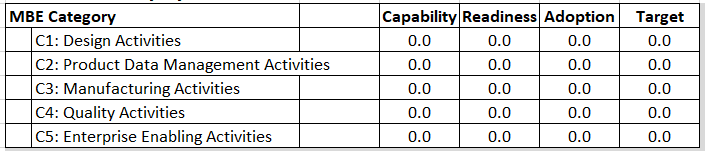 MBE Category Capability Readiness Adoption Target
C1: Design Activities 0.0 0.0 0.0 0.0
C2: Product Data Management Activities 0.0 0.0 0.0 0.0
C3: Manufacturing Activities 0.0 0.0 0.0 0.0
C4: Quality Activities 0.0 0.0 0.0 0.0
C5: Enterprise Enabling Activities 0.0 0.0 0.0 0.0